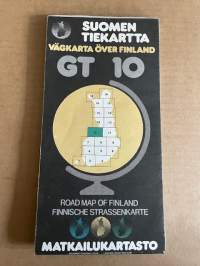 SUOMEN
TIEKARTTA
VÄGKARTA ÖVER FINLAND
GT 10
ROAD MAP OF FINLAND
FINNISCHE STRASSENKARTE
MATKAILUKARTASTO